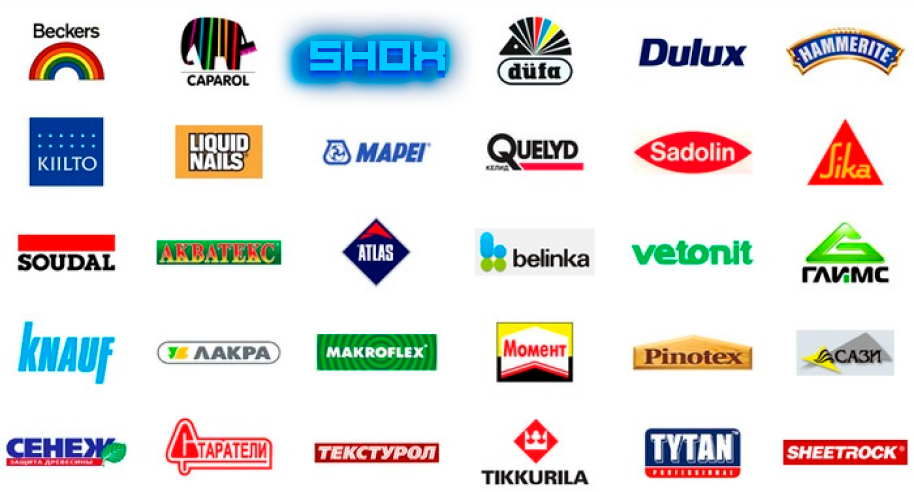 Beckers
CAPAROL
SHOX
düfa
Dulux
HAMMERITE
KIILTO
LIQUID
NAILS
MAPEI
QUELYD
КЕЛИД
Sadolin
Sika
SOUDAL
АКВАТЕКС
ATLAS
belinka
vetonit
ГЛИМС
KNAUF
ЛАКРА
MAKROFLEX
Момент
Pinotex
САЗИ
СЕНЕЖ
ЗАЩИТА ДРЕВЕСИНЫ
СТАРАТЕЛИ
ТЕКСТУРОЛ
TIKKURILA
TYTAN
PROFESSIONAL
SHEETROCK